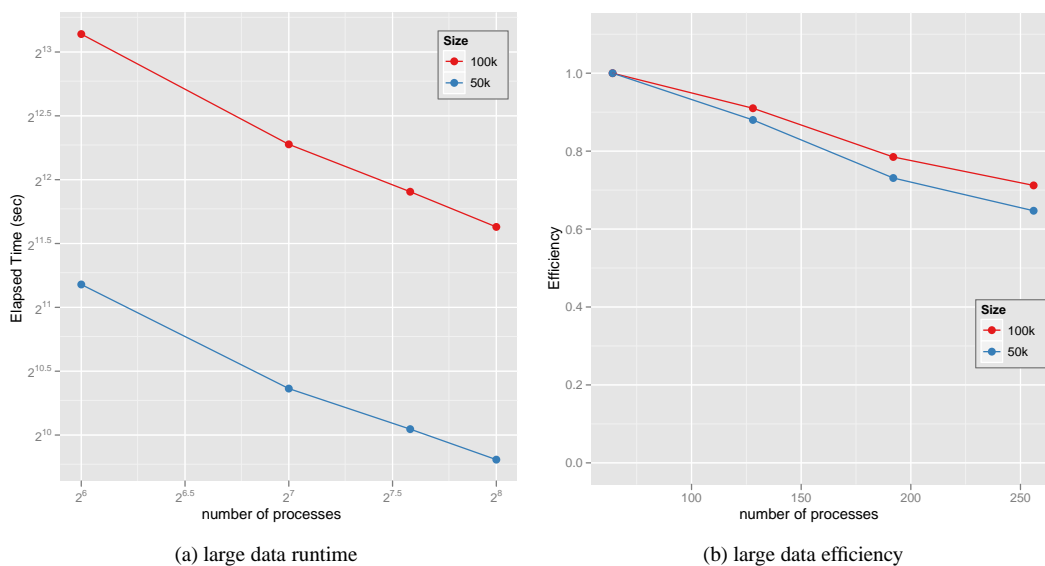 Size
100k
50k
2^13
2^12.5
2^12
2^11.5
2^11
2^10.5
2^10
Elapsed Time (sec)
2^6
2^6.5
2^7
2^7.5
2^8
number of processes
(a) large data runtime
1.0
0.8
0.6
0.4
0.2
0.0
Efficiency
Size
100k
50k
100
150
200
250
number of processes
(b) large data efficiency